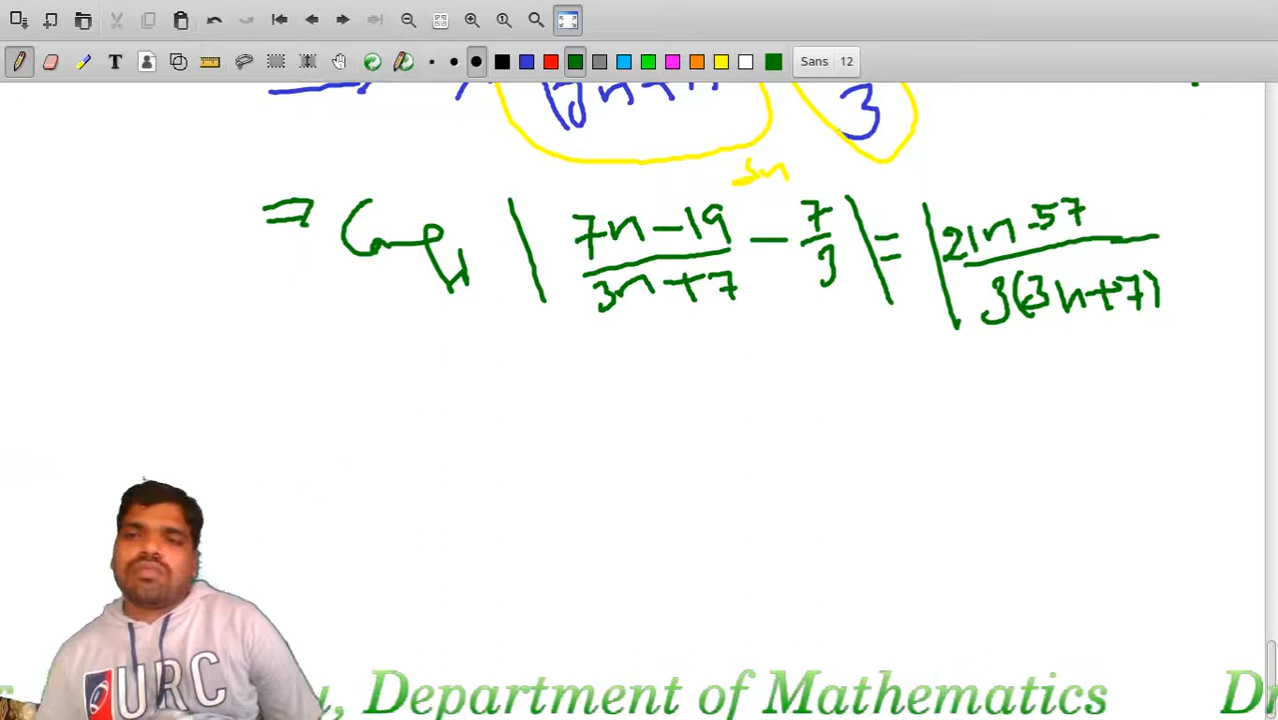 Sans 12
3
3n
⇒ | 7n-19 / 3n+7 - 7/3 | = | 21n-57 / 3(3n+7)
URC
, Department of Mathematics